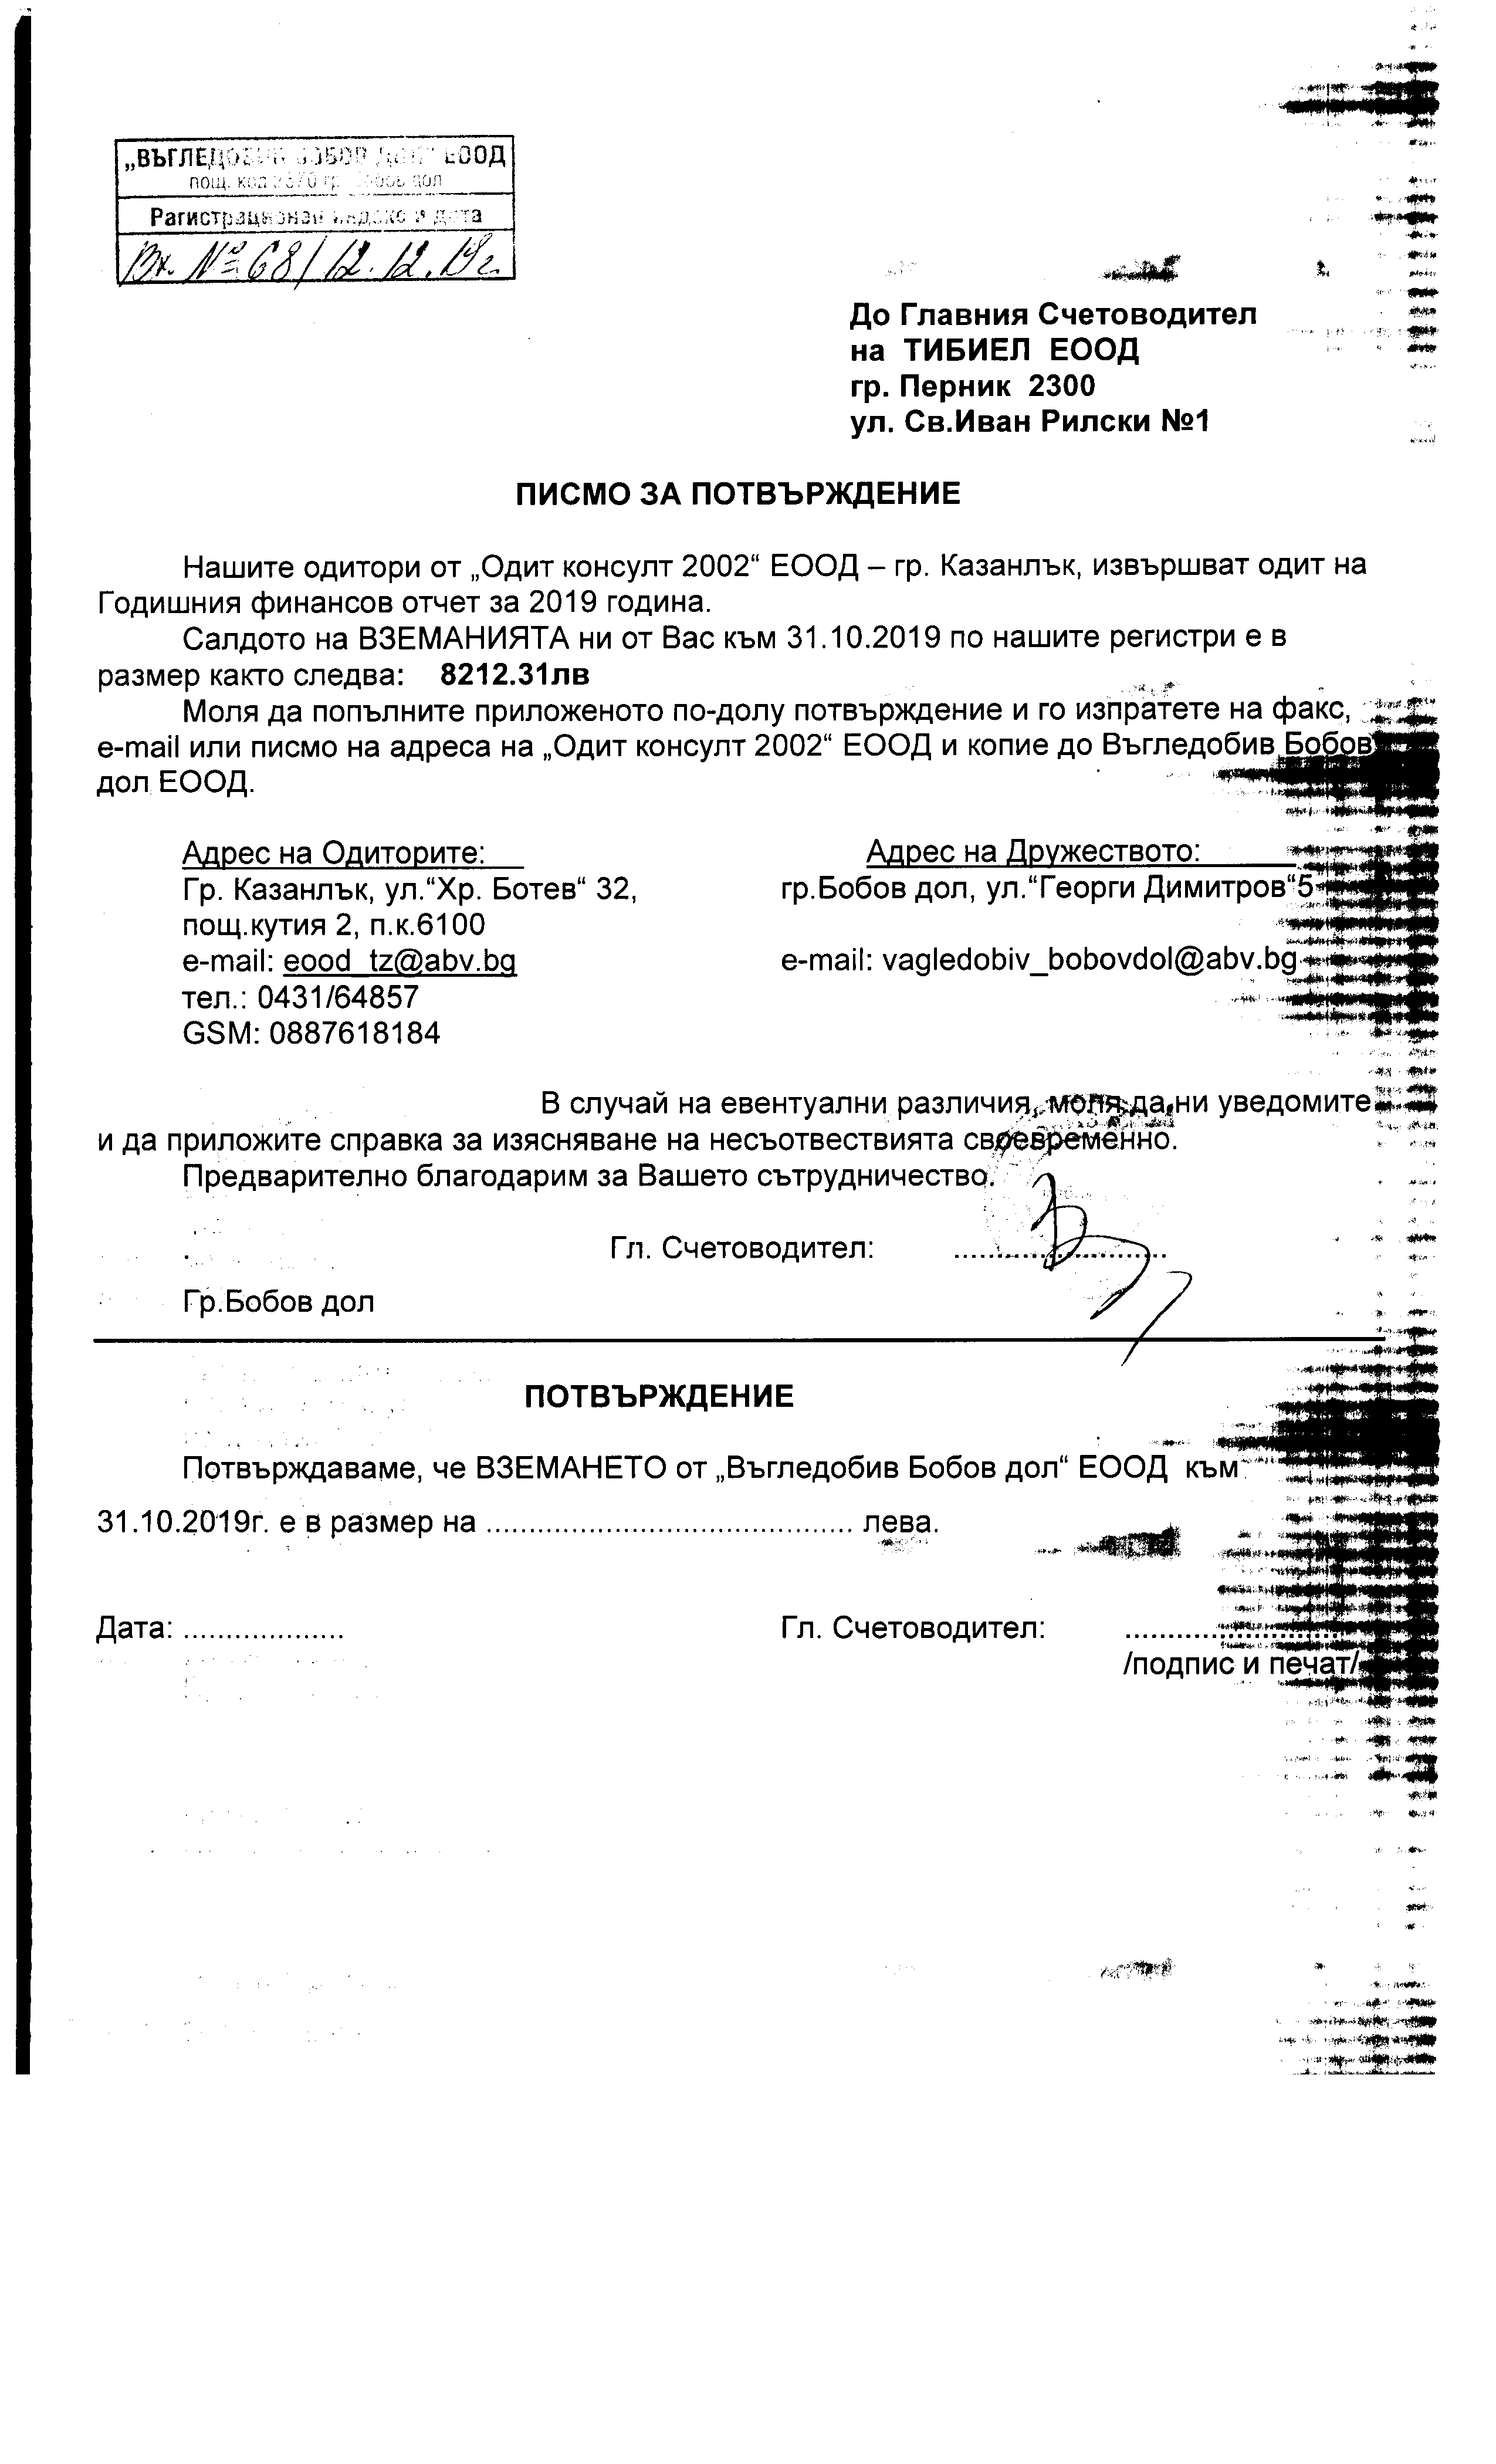 „ВЪГЛЕДОБИВ БОБОВ ДОЛ“ ЕООД
пощ. код 2670 гр. Бобов дол
Рагистрационен индекс и дата
Вх. № 68/12.12.19г.
До Главния Счетоводител
на ТИБИЕЛ ЕООД
гр. Перник 2300
ул. Св.Иван Рилски №1
ПИСМО ЗА ПОТВЪРЖДЕНИЕ
Нашите одитори от „Одит консулт 2002“ ЕООД – гр. Казанлък, извършват одит на
Годишния финансов отчет за 2019 година.
Салдото на ВЗЕМАНИЯТА ни от Вас към 31.10.2019 по нашите регистри е в
размер както следва: 8212.31лв
Моля да попълните приложеното по-долу потвърждение и го изпратете на факс,
e-mail или писмо на адреса на „Одит консулт 2002“ ЕООД и копие до Въгледобив Бобов
дол ЕООД.
Адрес на Одиторите: Адрес на Дружеството:
Гр. Казанлък, ул.“Хр. Ботев“ 32, гр.Бобов дол, ул.“Георги Димитров“5
пощ.кутия 2, п.к.6100
e-mail: eood_tz@abv.bg e-mail: vagledobiv_bobovdol@abv.bg
тел.: 0431/64857
GSM: 0887618184
В случай на евентуални различия, моля да ни уведомите
и да приложите справка за изясняване на несъотвествията своевременно.
Предварително благодарим за Вашето сътрудничество.
Гл. Счетоводител: .........................
Гр.Бобов дол
ПОТВЪРЖДЕНИЕ
Потвърждаваме, че ВЗЕМАНЕТО от „Въгледобив Бобов дол“ ЕООД към
31.10.2019г. е в размер на ........................................... лева.
Дата: ................... Гл. Счетоводител: .........................
/подпис и печат/